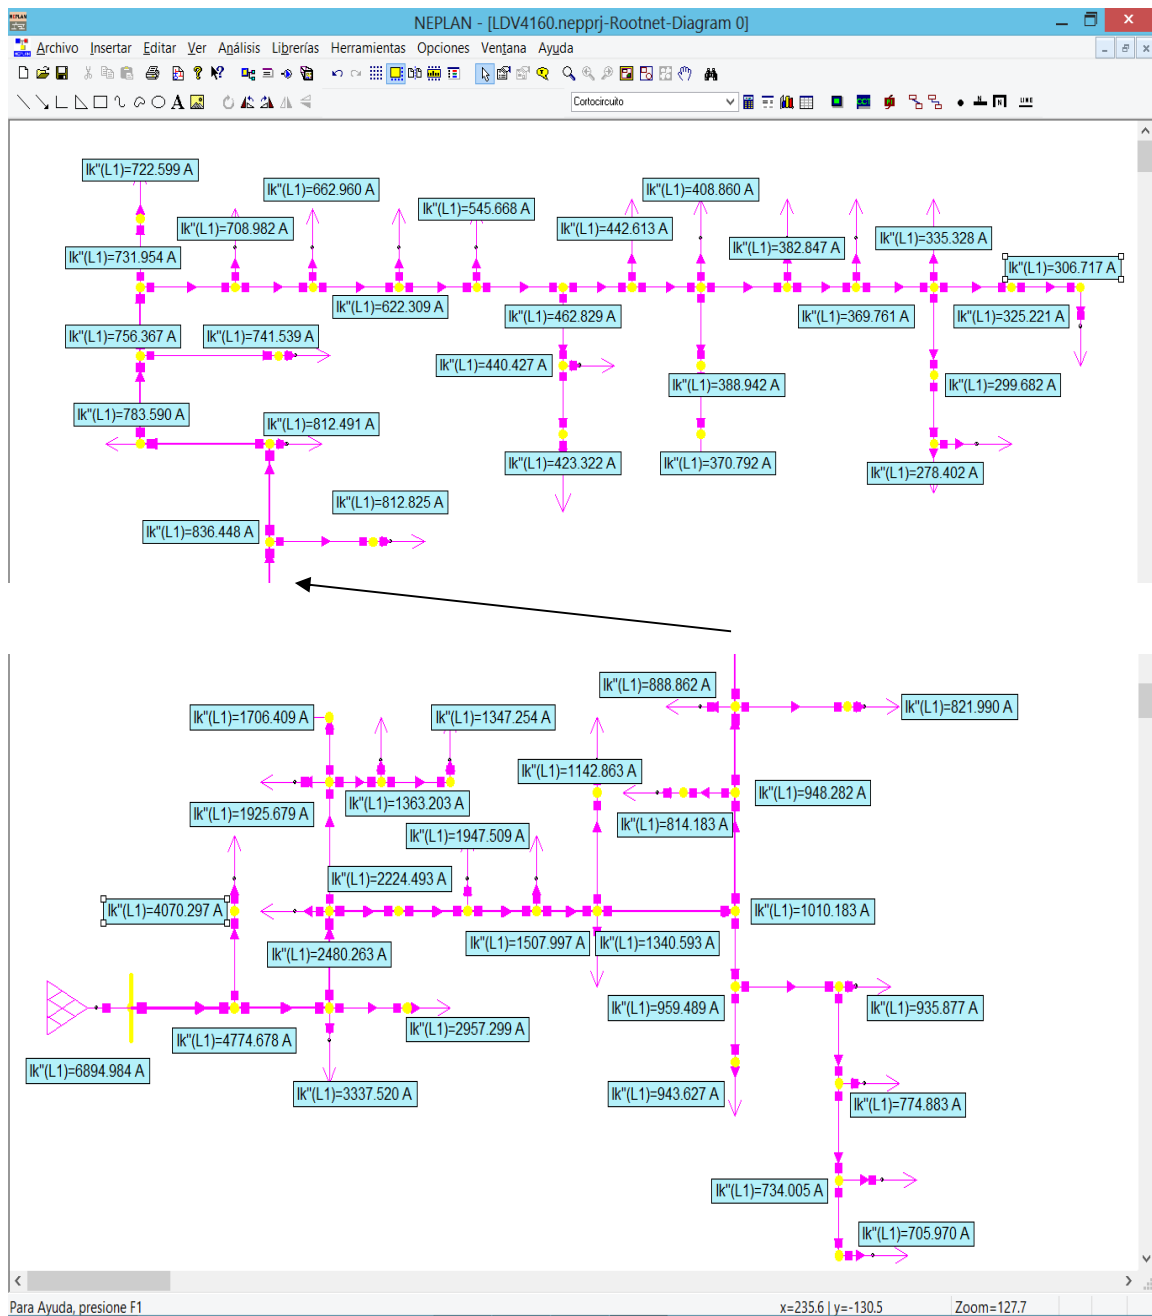 NEPLAN - [LDV4160.nepprj-Rootnet-Diagram 0]
Archivo Insertar Editar Ver Análisis Librerías Herramientas Opciones Ventana Ayuda
Cortocircuito
Ik"(L1)=722.599 A
Ik"(L1)=662.960 A
Ik"(L1)=408.860 A
Ik"(L1)=545.668 A
Ik"(L1)=708.982 A
Ik"(L1)=442.613 A
Ik"(L1)=382.847 A
Ik"(L1)=335.328 A
Ik"(L1)=731.954 A
Ik"(L1)=306.717 A
Ik"(L1)=622.309 A
Ik"(L1)=462.829 A
Ik"(L1)=369.761 A
Ik"(L1)=325.221 A
Ik"(L1)=756.367 A
Ik"(L1)=741.539 A
Ik"(L1)=440.427 A
Ik"(L1)=388.942 A
Ik"(L1)=299.682 A
Ik"(L1)=783.590 A
Ik"(L1)=812.491 A
Ik"(L1)=423.322 A
Ik"(L1)=370.792 A
Ik"(L1)=278.402 A
Ik"(L1)=812.825 A
Ik"(L1)=836.448 A
Ik"(L1)=888.862 A
Ik"(L1)=821.990 A
Ik"(L1)=1706.409 A
Ik"(L1)=1347.254 A
Ik"(L1)=1142.863 A
Ik"(L1)=948.282 A
Ik"(L1)=1363.203 A
Ik"(L1)=1925.679 A
Ik"(L1)=814.183 A
Ik"(L1)=1947.509 A
Ik"(L1)=2224.493 A
Ik"(L1)=4070.297 A
Ik"(L1)=1010.183 A
Ik"(L1)=1507.997 A
Ik"(L1)=1340.593 A
Ik"(L1)=2480.263 A
Ik"(L1)=959.489 A
Ik"(L1)=935.877 A
Ik"(L1)=2957.299 A
Ik"(L1)=4774.678 A
Ik"(L1)=6894.984 A
Ik"(L1)=3337.520 A
Ik"(L1)=943.627 A
Ik"(L1)=774.883 A
Ik"(L1)=734.005 A
Ik"(L1)=705.970 A
Para Ayuda, presione F1
x=235.6 | y=-130.5
Zoom=127.7